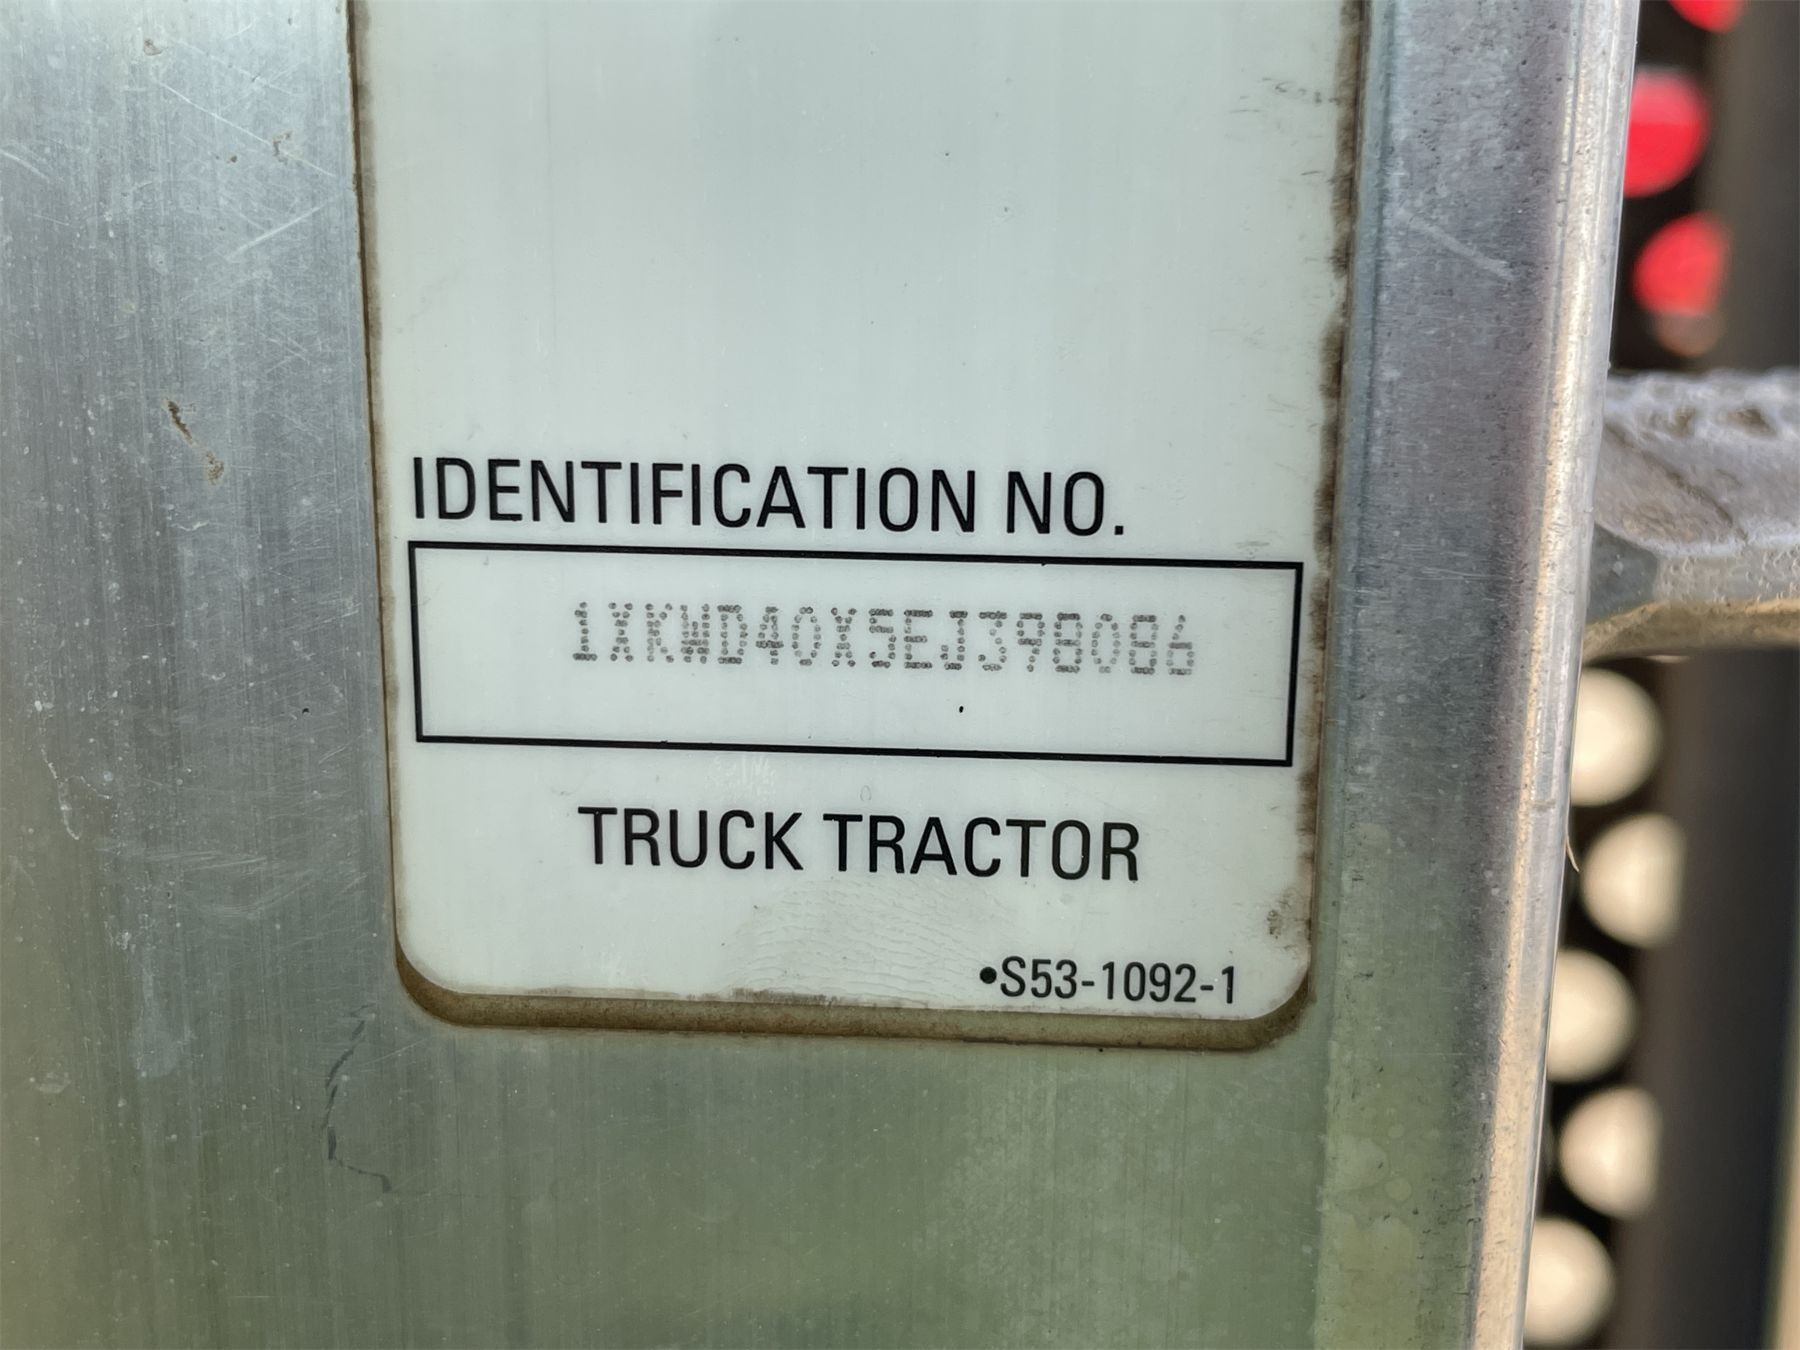 IDENTIFICATION NO.
1XKWD40X5EJ398086
TRUCK TRACTOR
•S53-1092-1